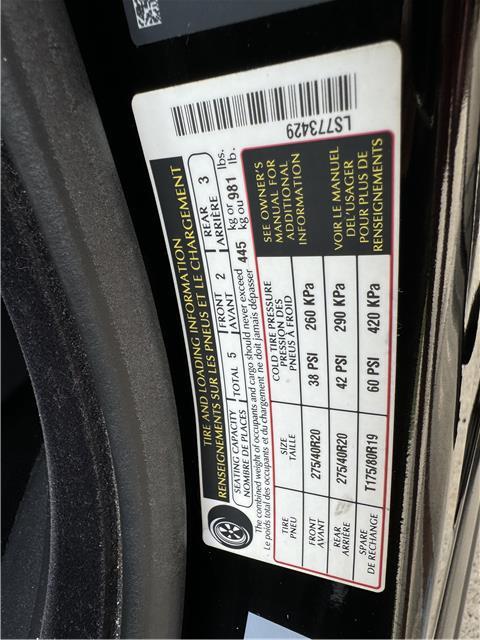 LS773429
TIRE AND LOADING INFORMATION
RENSEIGNEMENTS SUR LES PNEUS ET LE CHARGEMENT
SEATING CAPACITY TOTAL 5 FRONT 2 REAR 3
NOMBRE DE PLACES AVANT ARRIÈRE
The combined weight of occupants and cargo should never exceed 445 kg or 981 lbs.
Le poids total des occupants et du chargement ne doit jamais dépasser kg ou lb.
TIRE PNEU
SIZE TAILLE
COLD TIRE PRESSURE
PRESSION DES
PNEUS À FROID
SEE OWNER'S
MANUAL FOR
ADDITIONAL
INFORMATION
FRONT AVANT 275/40R20 38 PSI 260 KPa
REAR ARRIÈRE 275/40R20 42 PSI 290 KPa
SPARE DE RECHANGE T175/80R19 60 PSI 420 KPa
VOIR LE MANUEL
DE L'USAGER
POUR PLUS DE
RENSEIGNEMENTS